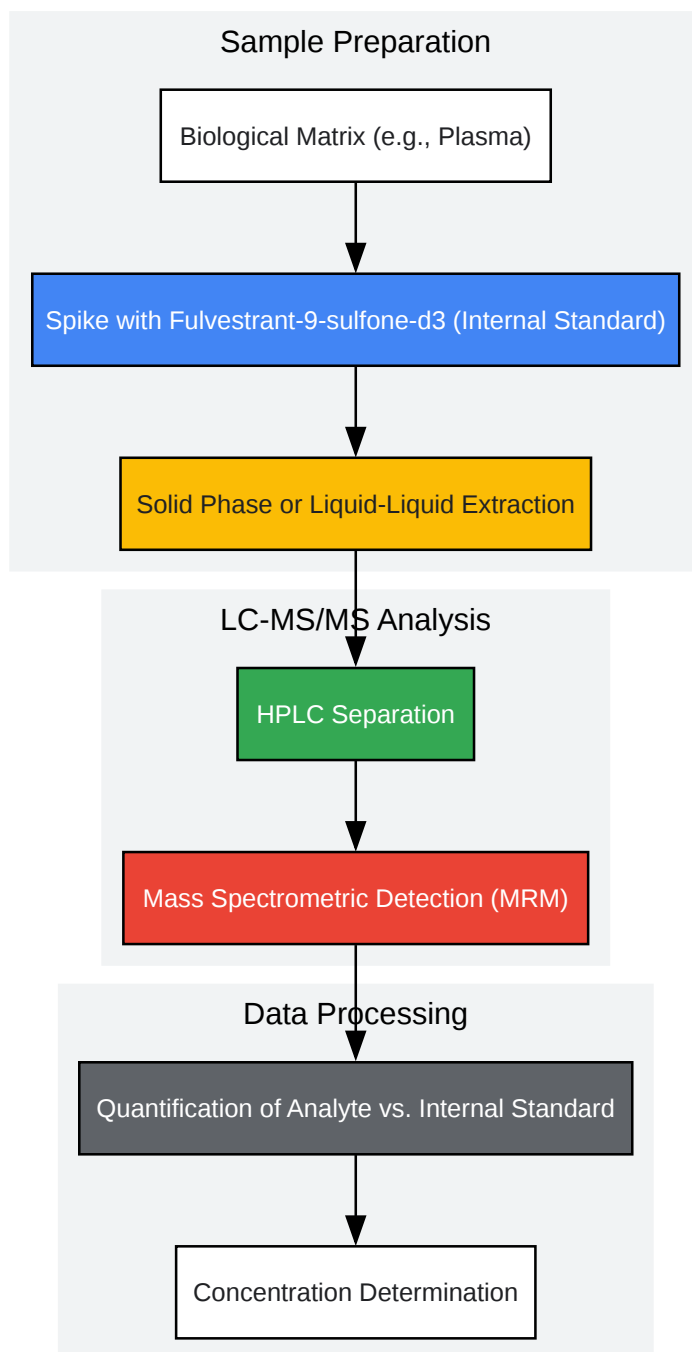 Sample Preparation
Biological Matrix (e.g., Plasma)
Spike with Fulvestrant-9-sulfone-d3 (Internal Standard)
Solid Phase or Liquid-Liquid Extraction
LC-MS/MS Analysis
HPLC Separation
Mass Spectrometric Detection (MRM)
Data Processing
Quantification of Analyte vs. Internal Standard
Concentration Determination